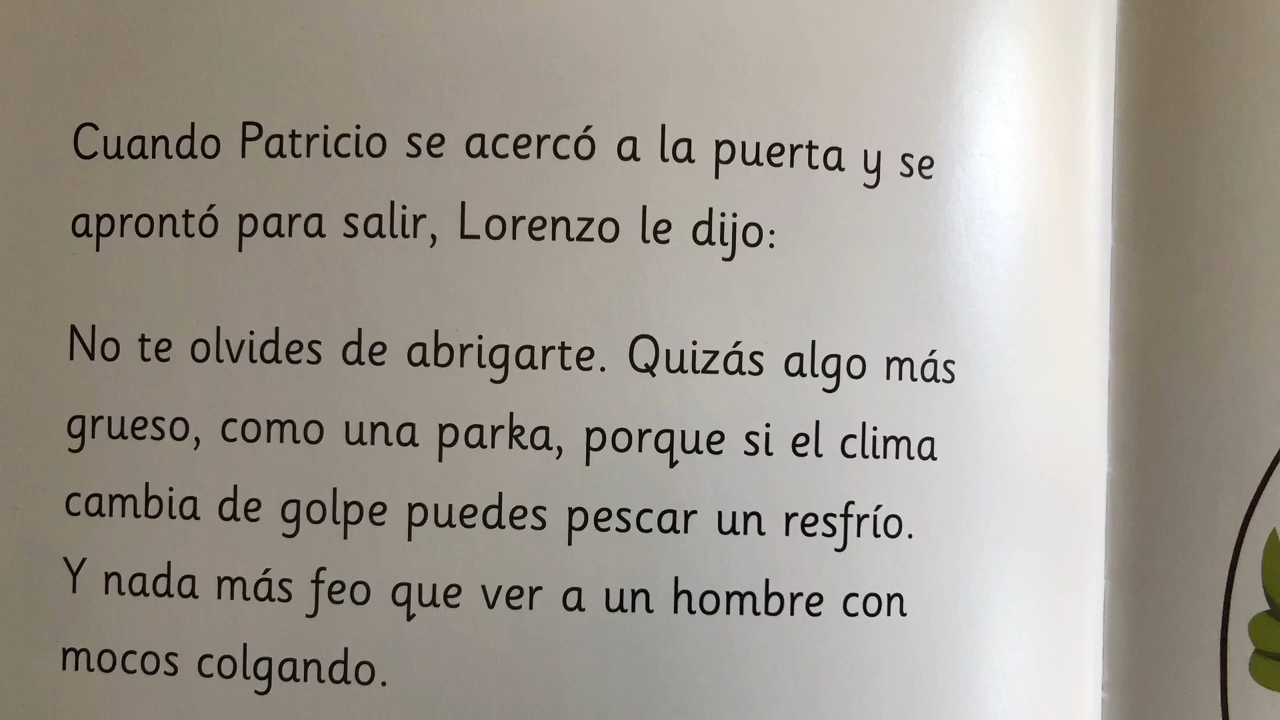 Cuando Patricio se acercó a la puerta y se
aprontó para salir, Lorenzo le dijo:
No te olvides de abrigarte. Quizás algo más
grueso, como una parka, porque si el clima
cambia de golpe puedes pescar un resfrío.
Y nada más feo que ver a un hombre con
mocos colgando.